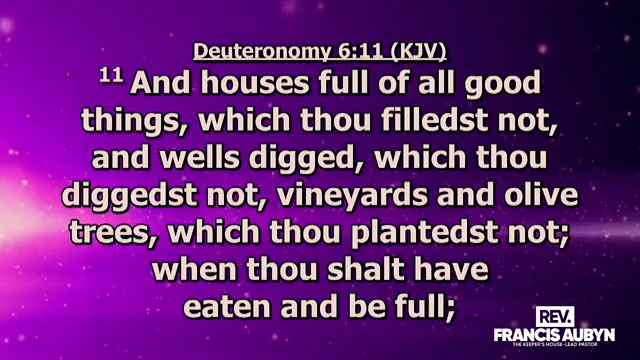 Deuteronomy 6:11 (KJV)
11 And houses full of all good
things, which thou filledst not,
and wells digged, which thou
diggedst not, vineyards and olive
trees, which thou plantedst not;
when thou shalt have
eaten and be full;
REV.
FRANCIS AUBYN
THE KEEPER'S HOUSE-LEAD PASTOR